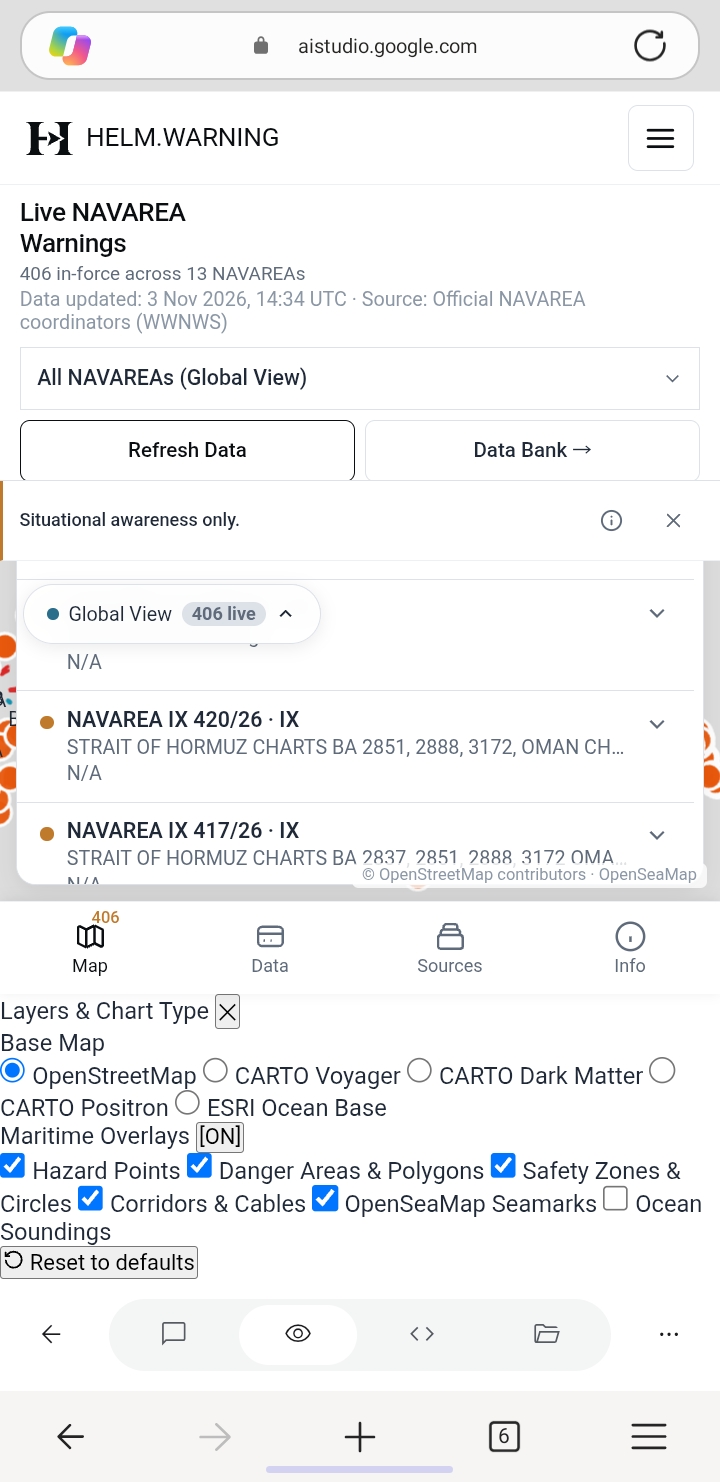 aistudio.google.com
HELM.WARNING
Live NAVAREA
Warnings
406 in-force across 13 NAVAREAs
Data updated: 3 Nov 2026, 14:34 UTC · Source: Official NAVAREA
coordinators (WWNWS)
All NAVAREAs (Global View)
Refresh Data
Data Bank →
Situational awareness only.
Global View 406 live
N/A
NAVAREA IX 420/26 · IX
STRAIT OF HORMUZ CHARTS BA 2851, 2888, 3172, OMAN CH...
N/A
NAVAREA IX 417/26 · IX
STRAIT OF HORMUZ CHARTS BA 2837, 2851, 2888, 3172 OMA...
N/A
© OpenStreetMap contributors · OpenSeaMap
406
Map
Data
Sources
Info
Layers & Chart Type
Base Map
OpenStreetMap CARTO Voyager CARTO Dark Matter
CARTO Positron ESRI Ocean Base
Maritime Overlays [ON]
Hazard Points Danger Areas & Polygons Safety Zones &
Circles Corridors & Cables OpenSeaMap Seamarks Ocean
Soundings
Reset to defaults
6